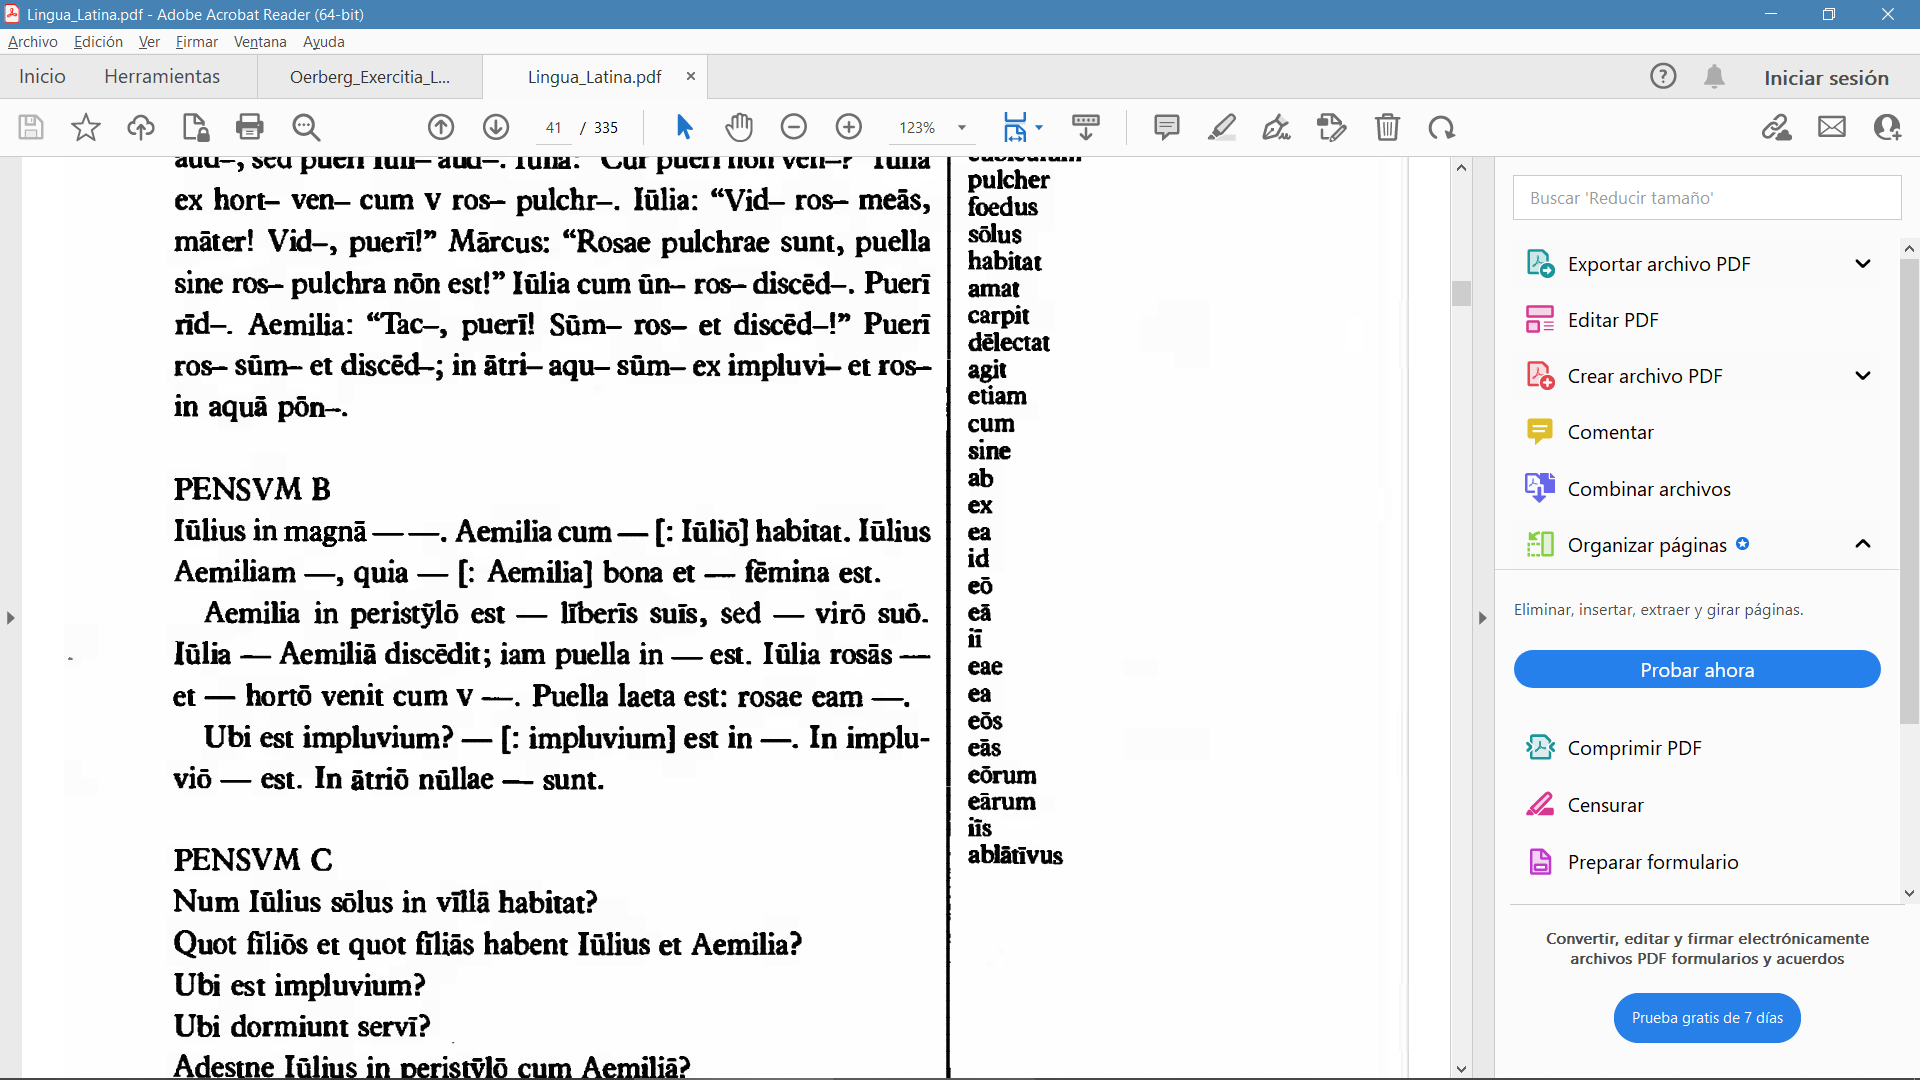 Lingua_Latina.pdf - Adobe Acrobat Reader (64-bit)
Archivo Edición Ver Firmar Ventana Ayuda
Inicio Herramientas Oerberg_Exercitia_L... Lingua_Latina.pdf × Iniciar sesión
41 / 335 123%
aud–, sed puerī Iūli– aud–. Iūlia: "Cūr puerī nōn ven–?" Iūlia
ex hort– ven– cum V ros– pulchr–. Iūlia: “Vid– ros– meās,
māter! Vid–, puerī!” Mārcus: “Rosae pulchrae sunt, puella
sine ros– pulchra nōn est!” Iūlia cum ūn– ros– discēd–. Puerī
rīd–. Aemilia: “Tac–, puerī! Sūm– ros– et discēd–!” Puerī
ros– sūm– et discēd–; in ātri– aqu– sūm– ex impluvi– et ros–
in aquā pōn–.
PENSVM B
Iūlius in magnā — —. Aemilia cum — [: Iūliō] habitat. Iūlius
Aemiliam —, quia — [: Aemilia] bona et — fēmina est.
Aemilia in peristȳlō est — līberīs suīs, sed — virō suō.
Iūlia — Aemiliā discēdit; iam puella in — est. Iūlia rosās —
et — hortō venit cum V —. Puella laeta est: rosae eam —.
Ubi est impluvium? — [: impluvium] est in —. In implu-
viō — est. In ātriō nūllae — sunt.
PENSVM C
Num Iūlius sōlus in vīllā habitat?
Quot fīliōs et quot fīliās habent Iūlius et Aemilia?
Ubi est impluvium?
Ubi dormiunt servī?
Adestne Iūlius in peristȳlō cum Aemiliā?
cubiculum
pulcher
foedus
sōlus
habitat
amat
carpit
dēlectat
agit
etiam
cum
sine
ab
ex
ea
id
eō
eā
iī
eae
ea
eōs
eās
eōrum
eārum
iīs
ablātīvus
Buscar 'Reducir tamaño'
Exportar archivo PDF
Editar PDF
Crear archivo PDF
Comentar
Combinar archivos
Organizar páginas
Eliminar, insertar, extraer y girar páginas.
Probar ahora
Comprimir PDF
Censurar
Preparar formulario
Convertir, editar y firmar electrónicamente
archivos PDF formularios y acuerdos
Prueba gratis de 7 días